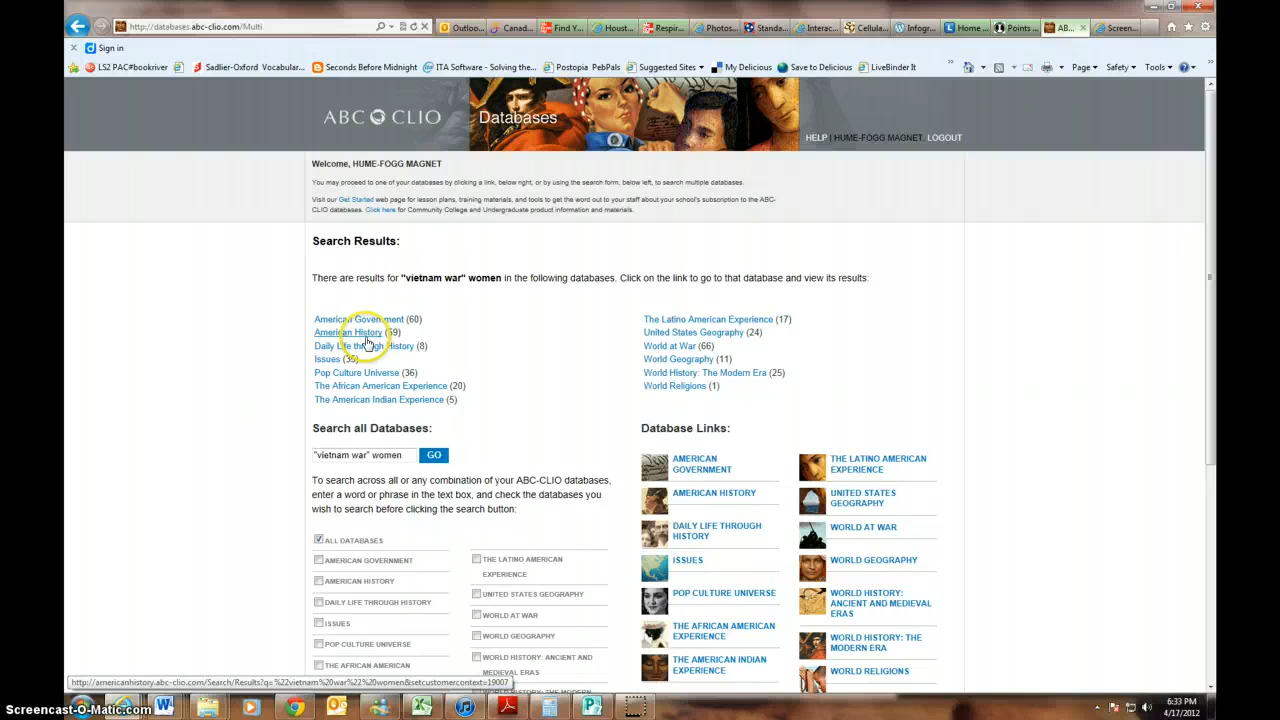 http://databases.abc-clio.com/Multi
Outloo...
Canad...
Find Y...
Houst...
Respir...
Photos...
Standa...
Interac...
Cellula...
Infogr...
Home ...
Points ...
AB...
Screen...
Sign in
LS2 PAC#bookriver
Sadlier-Oxford Vocabular...
Seconds Before Midnight
ITA Software - Solving the...
Postopia PebPals
Suggested Sites
My Delicious
Save to Delicious
LiveBinder It
Page
Safety
Tools
ABC CLIO
Databases
HELP | HUME-FOGG MAGNET. LOGOUT
Welcome, HUME-FOGG MAGNET
You may proceed to one of your databases by clicking a link, below right, or by using the search form, below left, to search multiple databases.
Visit our Get Started web page for lesson plans, training materials, and tools to get the word out to your staff about your school's subscription to the ABC-
CLIO databases. Click here for Community College and Undergraduate product information and materials.
Search Results:
There are results for "vietnam war" women in the following databases. Click on the link to go to that database and view its results:
American Government (60)
American History
Daily Life through History (8)
Issues
Pop Culture Universe (36)
The African American Experience (20)
The American Indian Experience (5)
The Latino American Experience (17)
United States Geography (24)
World at War (66)
World Geography (11)
World History: The Modern Era (25)
World Religions (1)
Search all Databases:
"vietnam war" women
GO
To search across all or any combination of your ABC-CLIO databases,
enter a word or phrase in the text box, and check the databases you
wish to search before clicking the search button:
ALL DATABASES
AMERICAN GOVERNMENT
AMERICAN HISTORY
DAILY LIFE THROUGH HISTORY
ISSUES
POP CULTURE UNIVERSE
THE AFRICAN AMERICAN
THE LATINO AMERICAN
EXPERIENCE
UNITED STATES GEOGRAPHY
WORLD AT WAR
WORLD GEOGRAPHY
WORLD HISTORY: ANCIENT AND
MEDIEVAL ERAS
Database Links:
AMERICAN
GOVERNMENT
AMERICAN HISTORY
DAILY LIFE THROUGH
HISTORY
ISSUES
POP CULTURE UNIVERSE
THE AFRICAN AMERICAN
EXPERIENCE
THE AMERICAN INDIAN
EXPERIENCE
THE LATINO AMERICAN
EXPERIENCE
UNITED STATES
GEOGRAPHY
WORLD AT WAR
WORLD GEOGRAPHY
WORLD HISTORY:
ANCIENT AND MEDIEVAL
ERAS
WORLD HISTORY: THE
MODERN ERA
WORLD RELIGIONS
http://americanhistory.abc-clio.com/Search/Results?q=%22vietnam%20war%22%20women&setcustomercontext=19007
6:33 PM
4/17/2012
Screencast-O-Matic.com